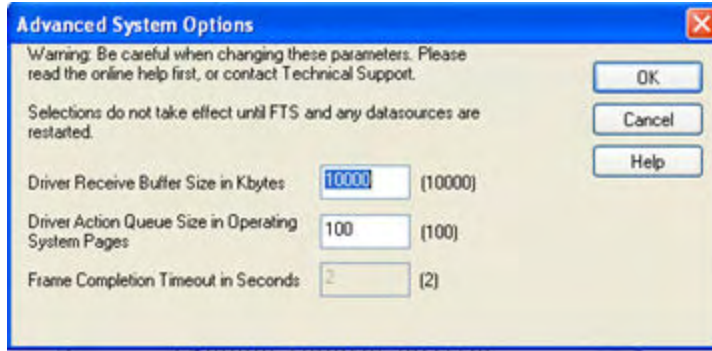 Advanced System Options
Warning: Be careful when changing these parameters. Please
read the online help first, or contact Technical Support.
OK
Selections do not take effect until FTS and any datasources are
restarted.
Cancel
Help
Driver Receive Buffer Size in Kbytes 10000 (10000)
Driver Action Queue Size in Operating
System Pages 100 (100)
Frame Completion Timeout in Seconds 2 (2)